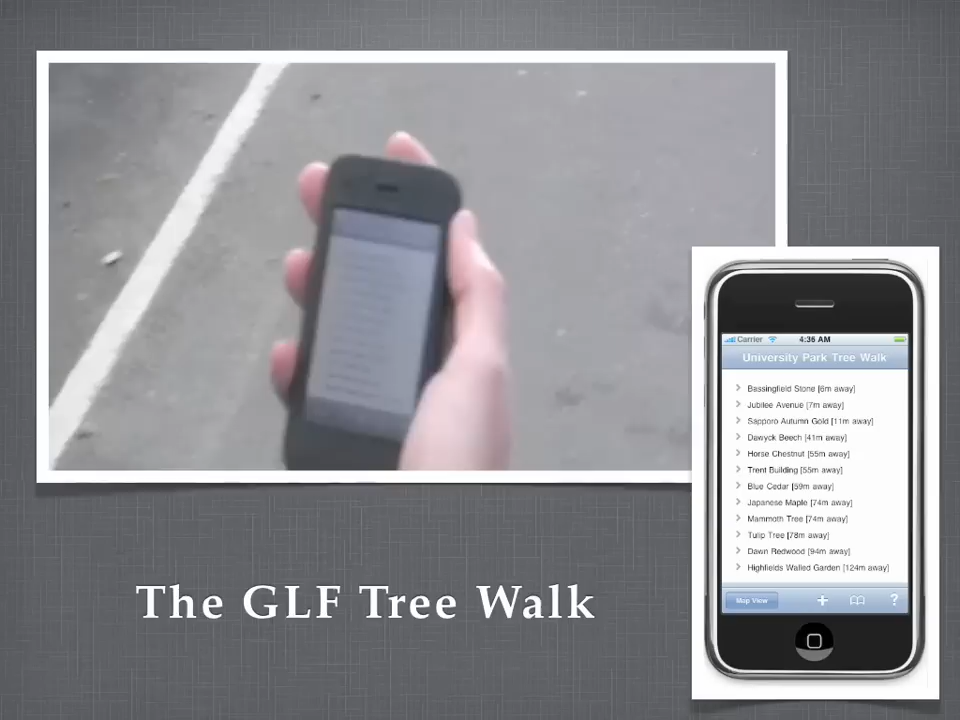 Carrier 4:36 AM
University Park Tree Walk
Bassingfield Stone [6m away]
Jubilee Avenue [7m away]
Sapporo Autumn Gold [11m away]
Dawyck Beech [41m away]
Horse Chestnut [55m away]
Trent Building [55m away]
Blue Cedar [59m away]
Japanese Maple [74m away]
Mammoth Tree [74m away]
Tulip Tree [78m away]
Dawn Redwood [94m away]
Highfields Walled Garden [124m away]
Map View + ?
The GLF Tree Walk